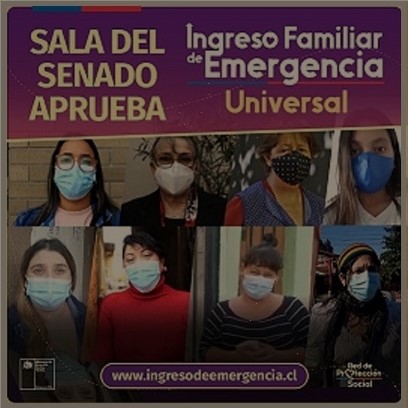 SALA DEL
SENADO
APRUEBA
Ingreso Familiar
de Emergencia
Universal
www.ingresodeemergencia.cl
Red de
Protección
Social